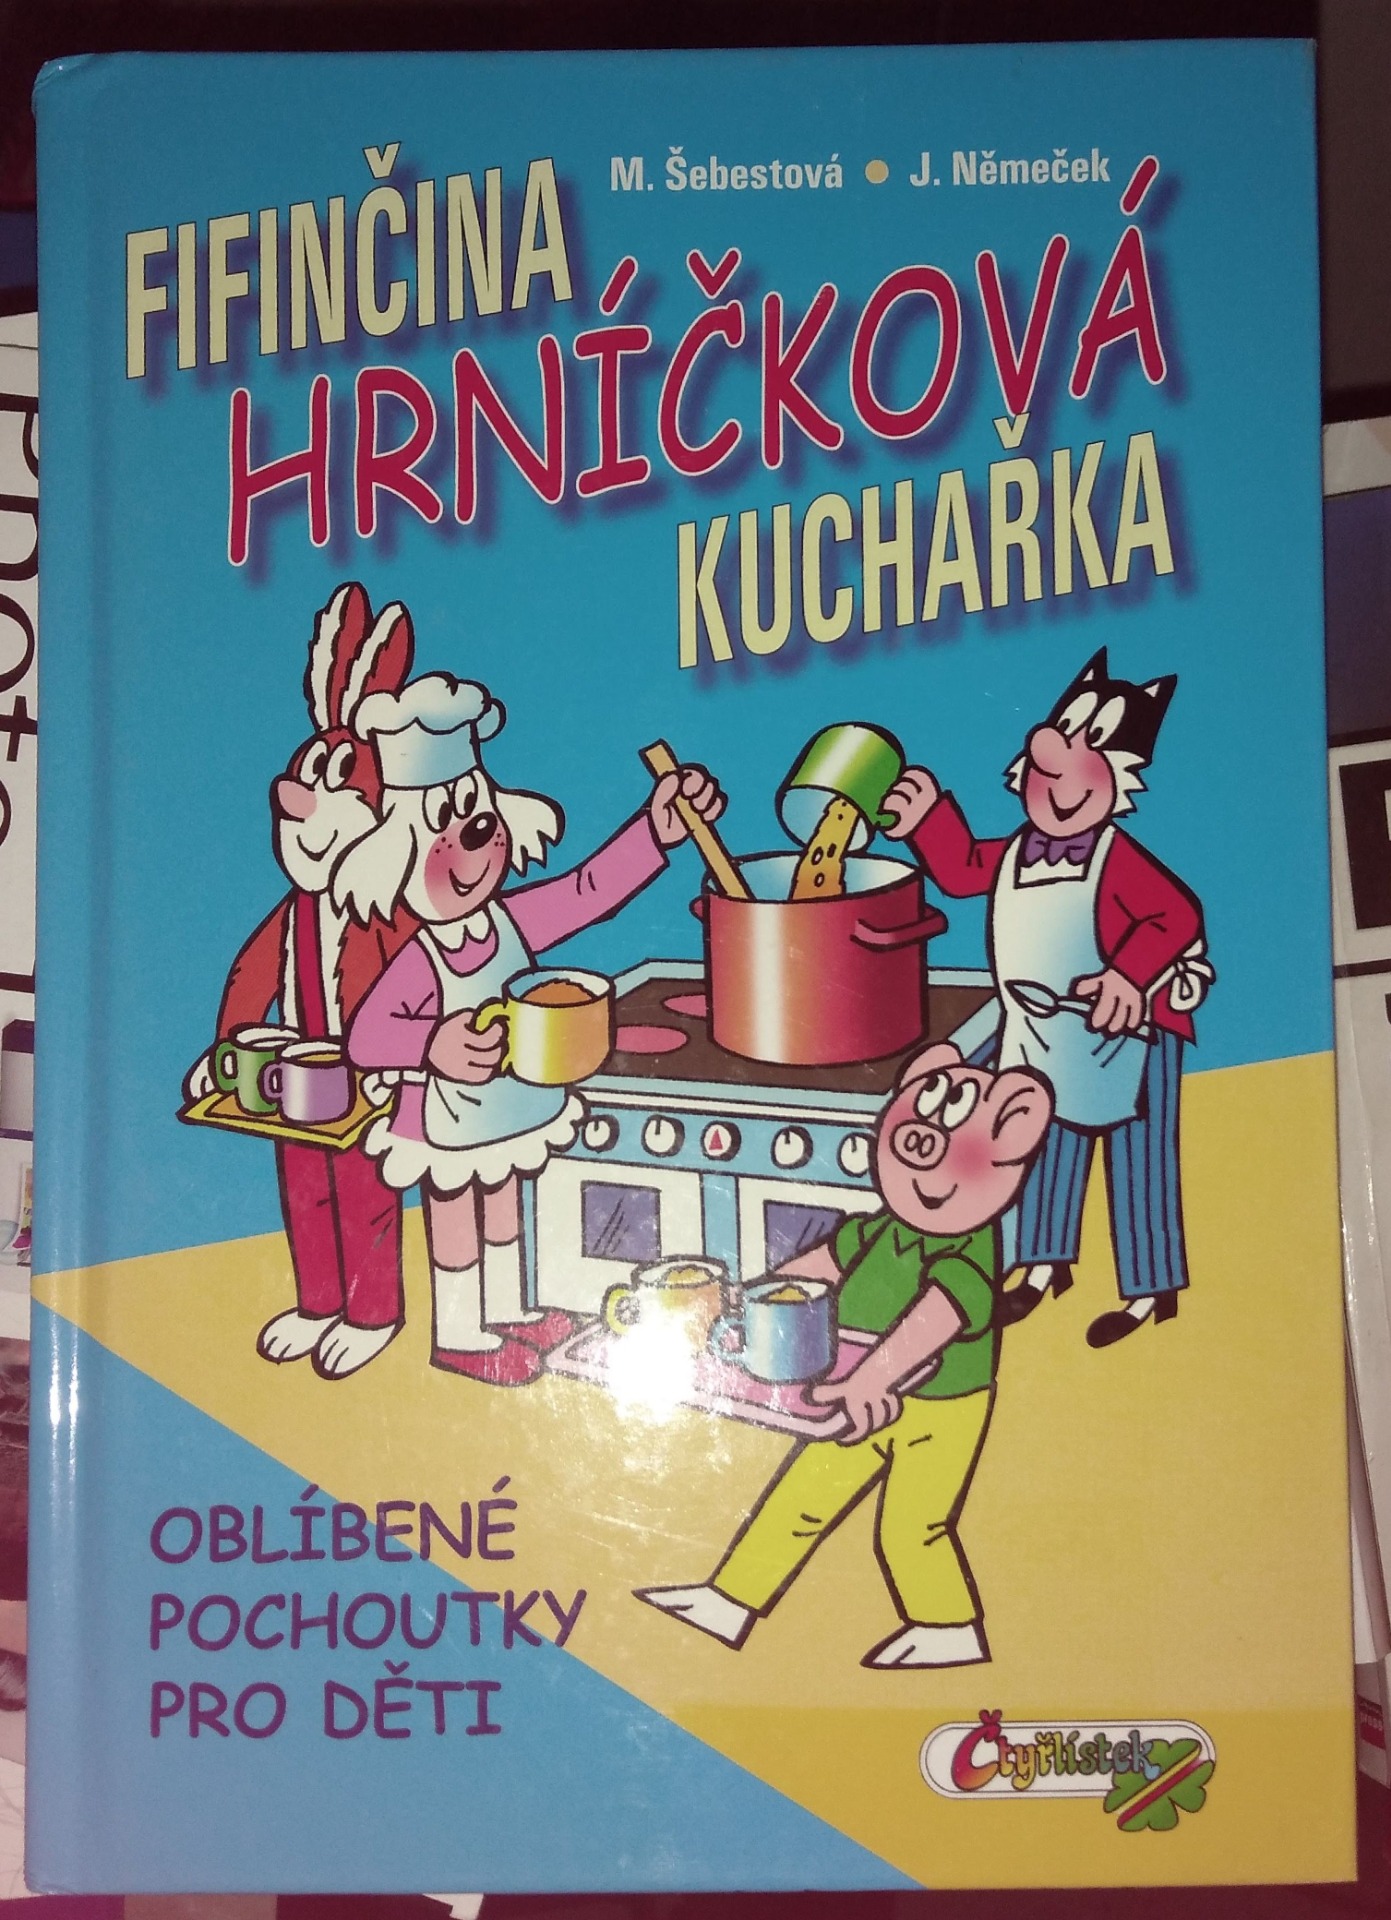 M. Šebestová • J. Němeček
FIFINČINA
HRNÍČKOVÁ
KUCHAŘKA
OBLÍBENÉ
POCHOUTKY
PRO DĚTI
Čtyřlístek